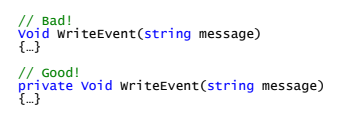 // Bad!
Void WriteEvent(string message)
{…}
// Good!
private Void WriteEvent(string message)
{…}